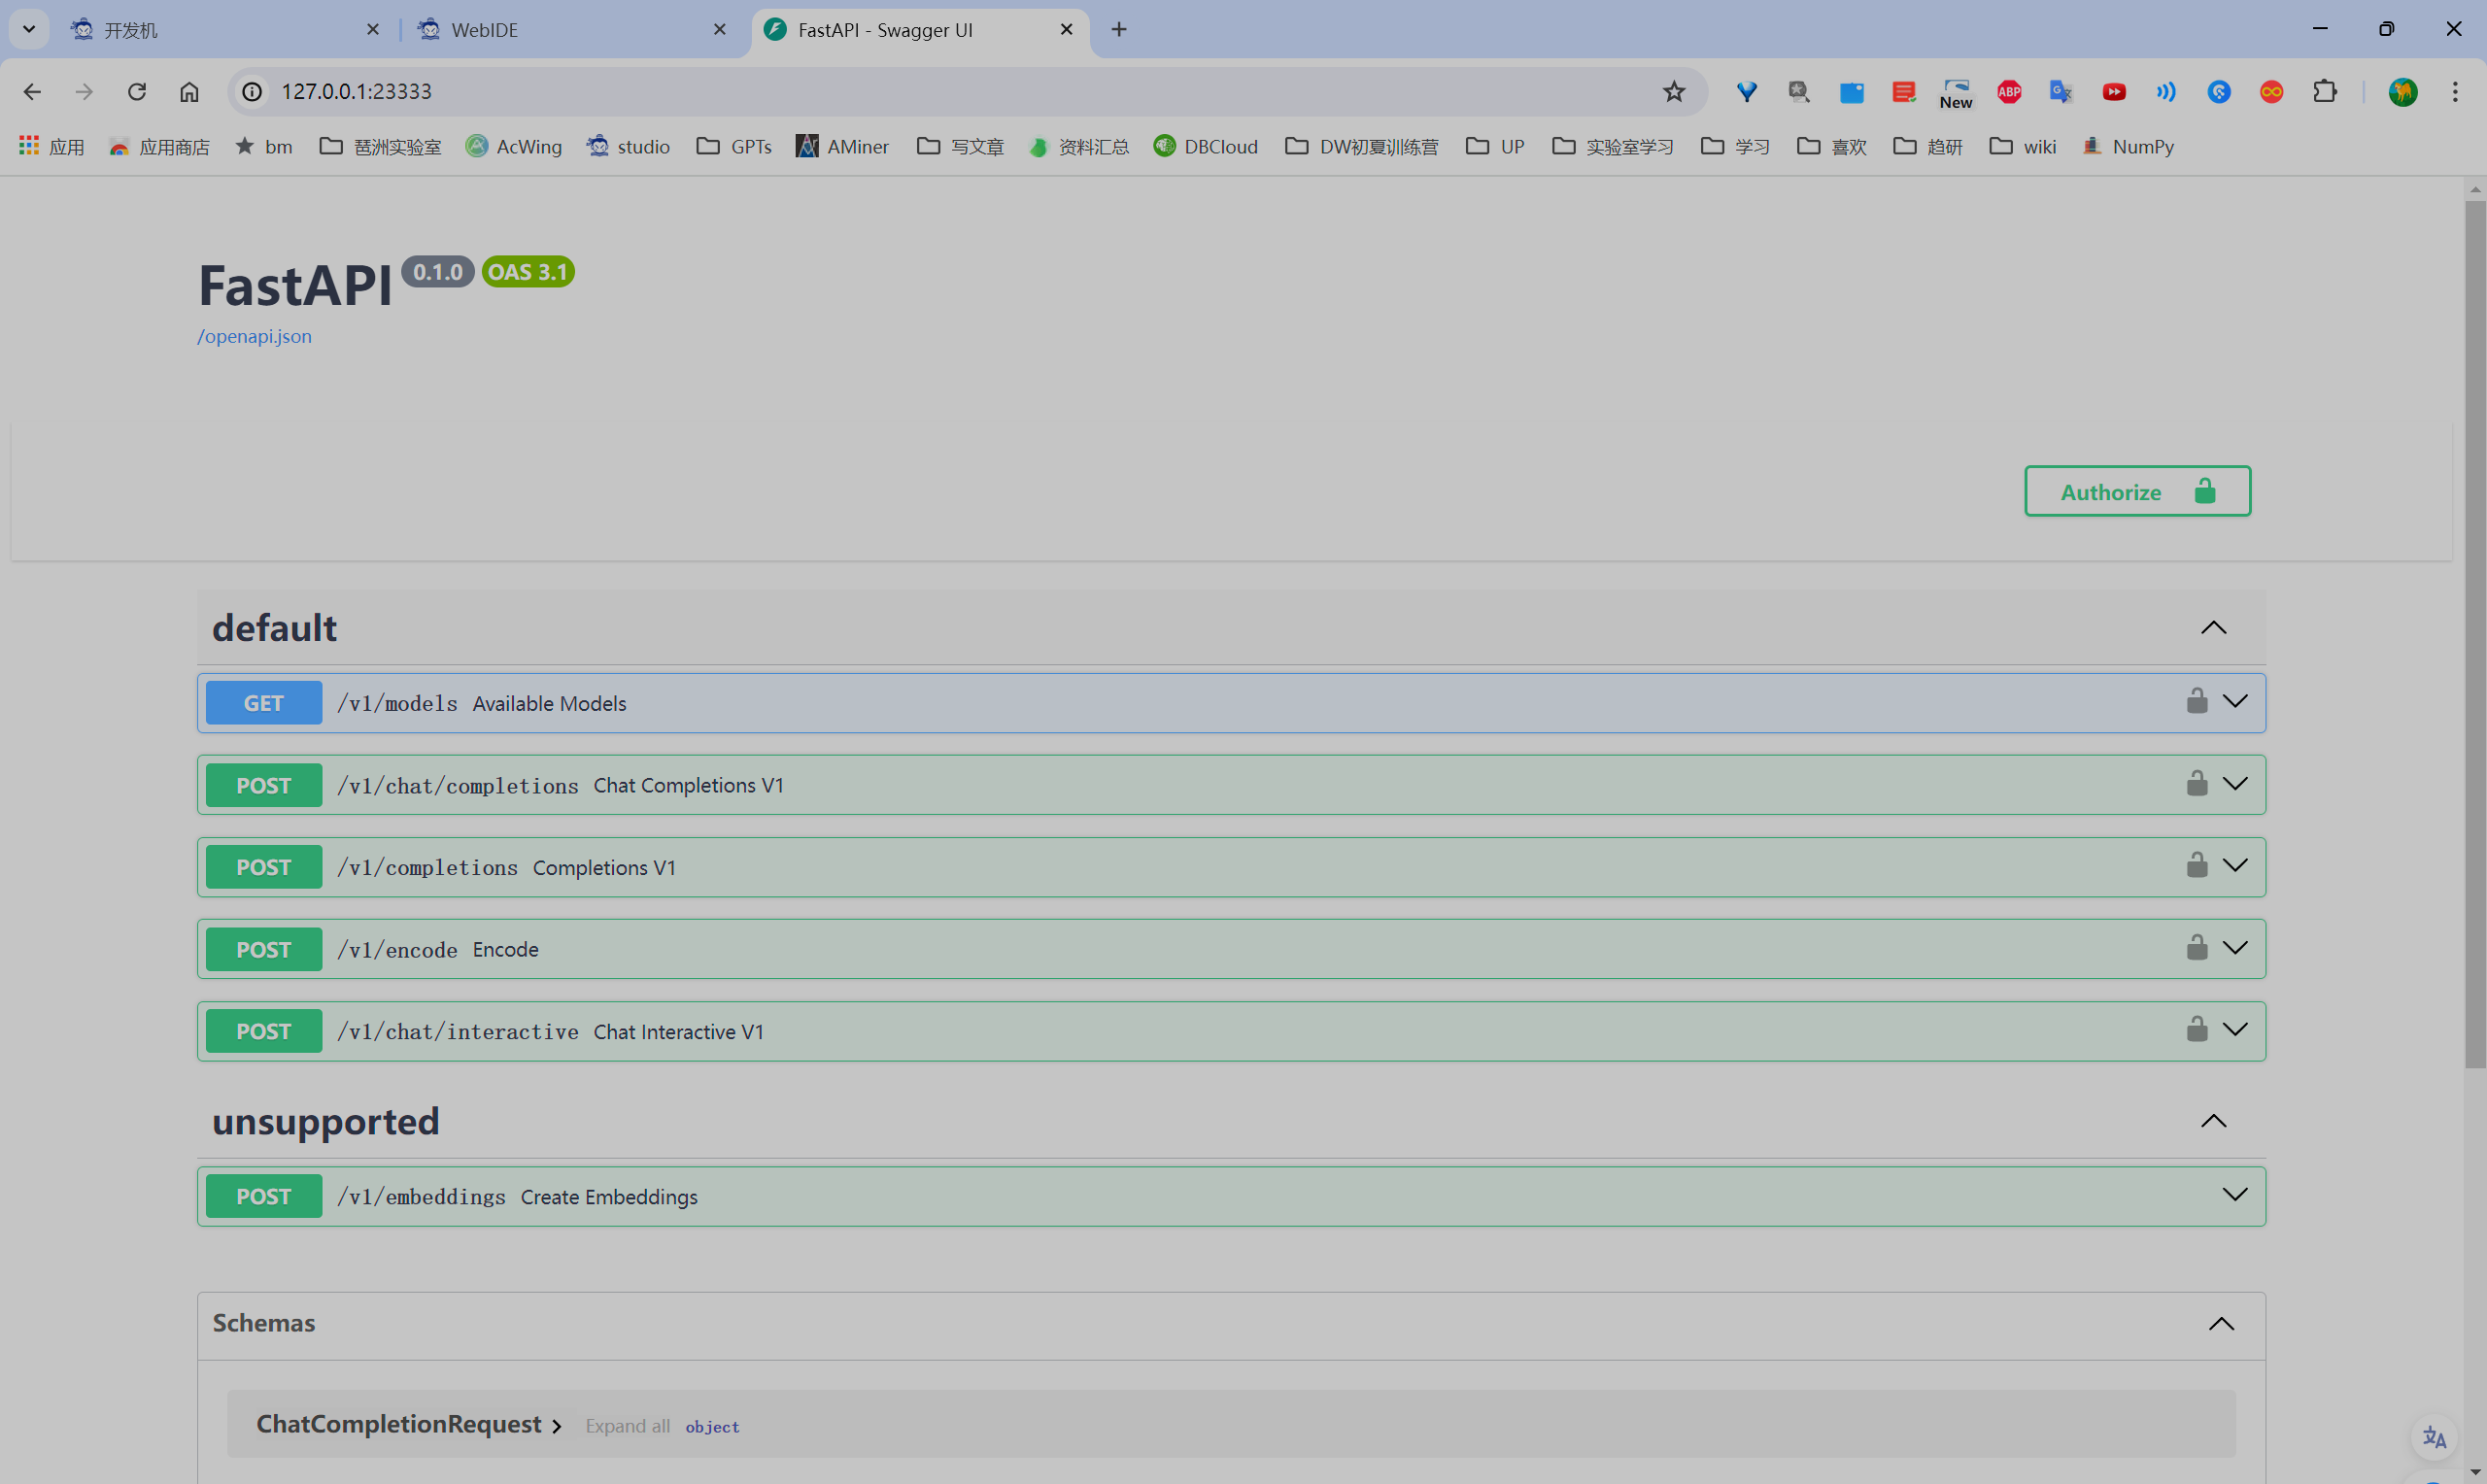 开发机
WebIDE
FastAPI - Swagger UI
127.0.0.1:23333
New
ABP
应用
应用商店
bm
琶洲实验室
AcWing
studio
GPTs
AMiner
写文章
资料汇总
DBCloud
DW初夏训练营
UP
实验室学习
学习
喜欢
趋研
wiki
NumPy
FastAPI 0.1.0 OAS 3.1
/openapi.json
Authorize
default
GET /v1/models Available Models
POST /v1/chat/completions Chat Completions V1
POST /v1/completions Completions V1
POST /v1/encode Encode
POST /v1/chat/interactive Chat Interactive V1
unsupported
POST /v1/embeddings Create Embeddings
Schemas
ChatCompletionRequest Expand all object